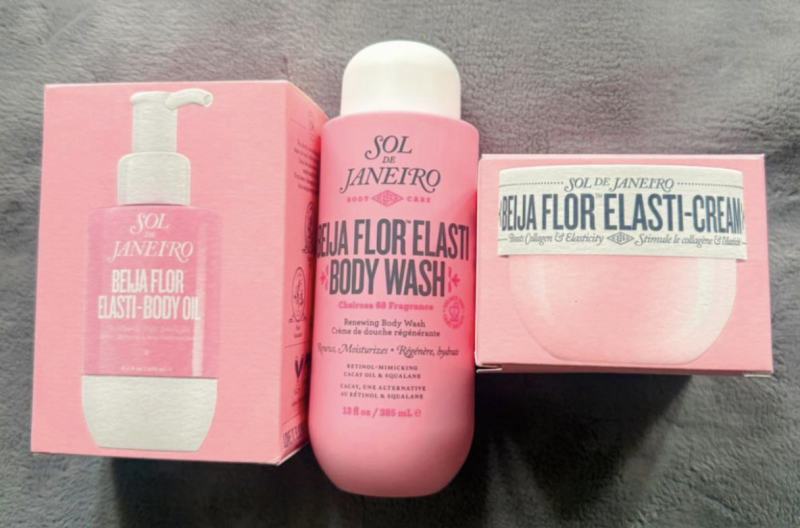 SOL
DE
JANEIRO
BEIJA FLOR
ELASTI-BODY OIL
SOL
DE
JANEIRO
BODY CARE
BEIJA FLOR™ ELASTI
BODY WASH
Cheirosa 68 Fragrance
Renewing Body Wash
Crème de douche régénérante
Renews, Moisturizes • Régénère, hydrate
RETINOL-MIMICKING
CACAY OIL & SQUALANE
CACAY, UNE ALTERNATIVE
AU RÉTINOL & SQUALANE
13 fl oz / 385 mL ℮
SOL DE JANEIRO
BEIJA FLOR™ ELASTI-CREAM
Boosts Collagen & Elasticity
Stimule le collagène & l'élasticité